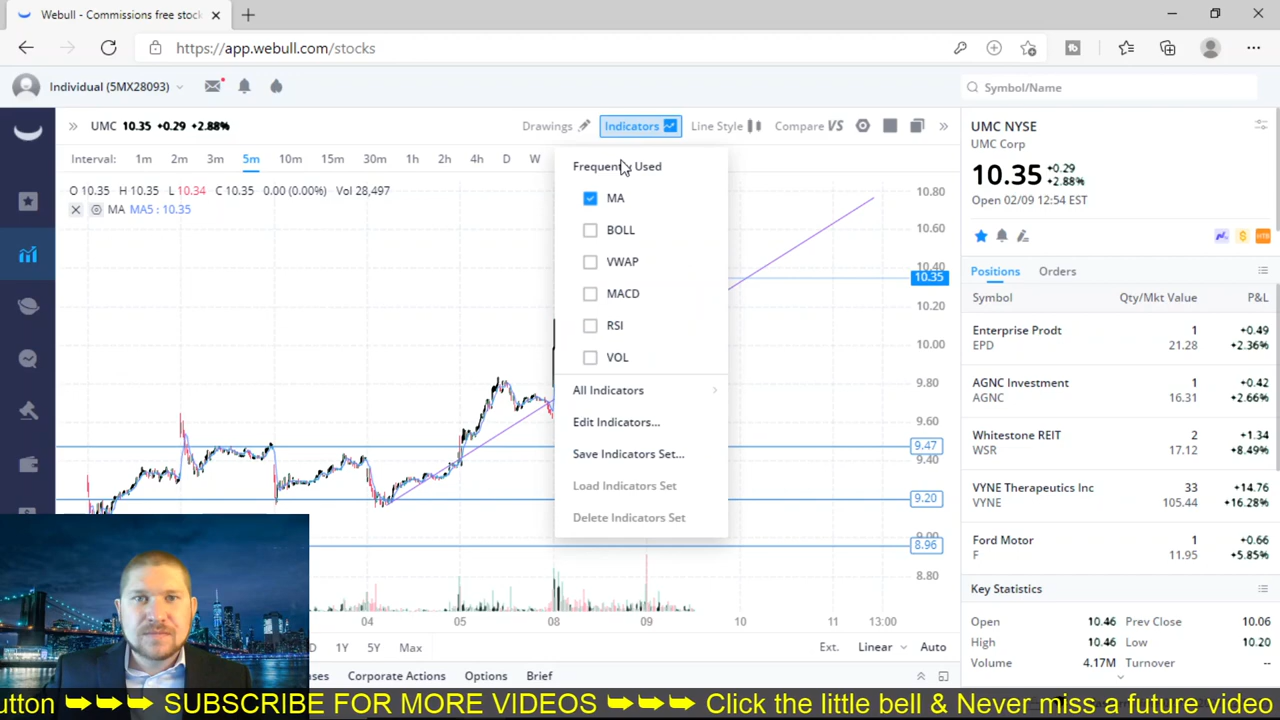 Webull - Commissions free stoc
https://app.webull.com/stocks
Individual (5MX28093)
Symbol/Name
UMC 10.35 +0.29 +2.88%
Drawings
Indicators
Line Style
Compare VS
Interval: 1m 2m 3m 5m 10m 15m 30m 1h 2h 4h D W
O 10.35 H 10.35 L 10.34 C 10.35 0.00 (0.00%) Vol 28,497
MA MA5 : 10.35
Frequently Used
MA
BOLL
VWAP
MACD
RSI
VOL
All Indicators
Edit Indicators...
Save Indicators Set...
Load Indicators Set
Delete Indicators Set
10.80
10.60
10.40
10.35
10.20
10.00
9.80
9.60
9.47
9.40
9.20
9.00
8.96
8.80
04 05 08 09 10 11 13:00
1Y 5Y Max
Ext. Linear Auto
Corporate Actions Options Brief
UMC NYSE
UMC Corp
10.35 +0.29
+2.88%
Open 02/09 12:54 EST
Positions Orders
Symbol Qty/Mkt Value P&L
Enterprise Prodt 1 +0.49
EPD 21.28 +2.36%
AGNC Investment 1 +0.42
AGNC 16.31 +2.66%
Whitestone REIT 2 +1.34
WSR 17.12 +8.49%
VYNE Therapeutics Inc 33 +14.76
VYNE 105.44 +16.28%
Ford Motor 1 +0.66
F 11.95 +5.85%
Key Statistics
Open 10.46 Prev Close 10.06
High 10.46 Low 10.20
Volume 4.17M Turnover --
utton ➥➥➥ SUBSCRIBE FOR MORE VIDEOS ➥➥➥ Click the little bell & Never miss a future video